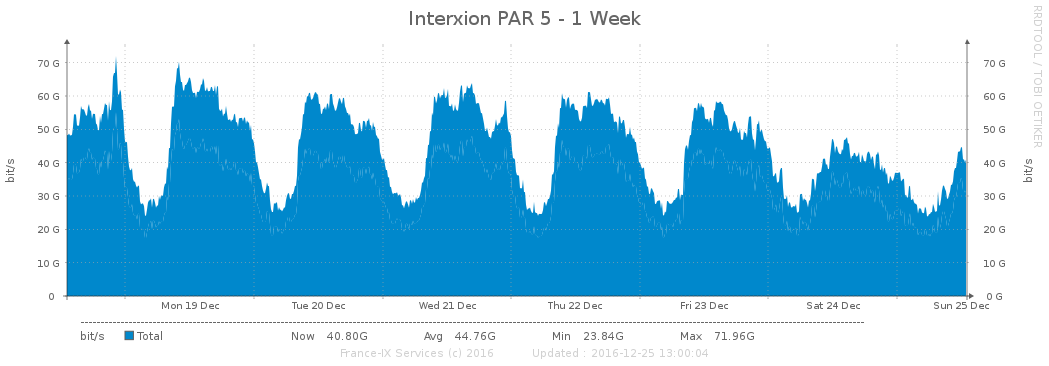 Interxion PAR 5 - 1 Week
RRDTOOL / TOBI OETIKER
bit/s
70 G 70 G
60 G 60 G
50 G 50 G
40 G 40 G
30 G 30 G
20 G 20 G
10 G 10 G
0 0 G
bit/s
Mon 19 Dec Tue 20 Dec Wed 21 Dec Thu 22 Dec Fri 23 Dec Sat 24 Dec Sun 25 Dec
bit/s Total Now 40.80G Avg 44.76G Min 23.84G Max 71.96G
France-IX Services (c) 2016 Updated : 2016-12-25 13:00:04